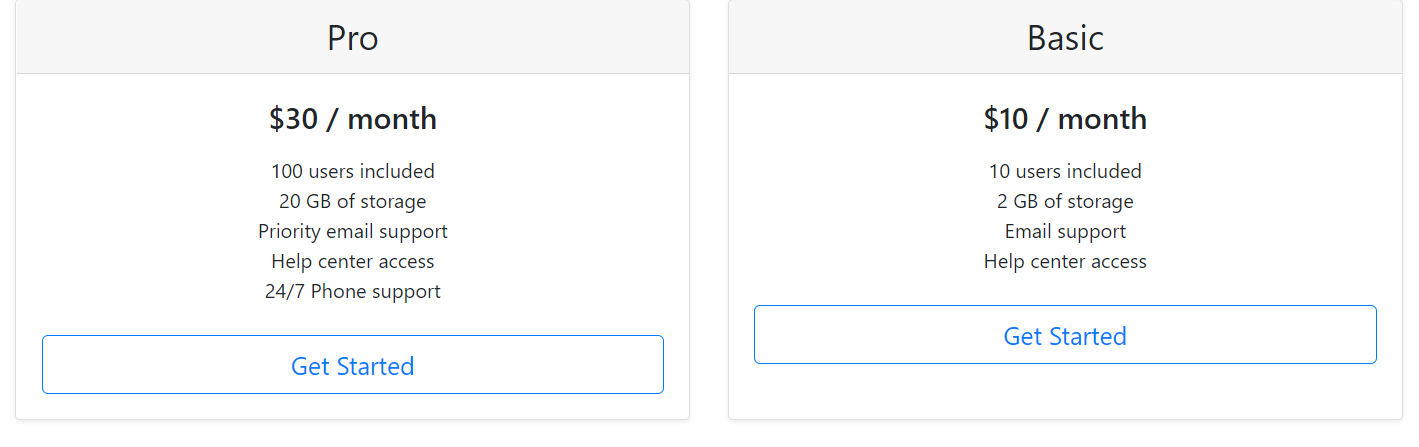 Pro
$30 / month
100 users included
20 GB of storage
Priority email support
Help center access
24/7 Phone support
Get Started
Basic
$10 / month
10 users included
2 GB of storage
Email support
Help center access
Get Started